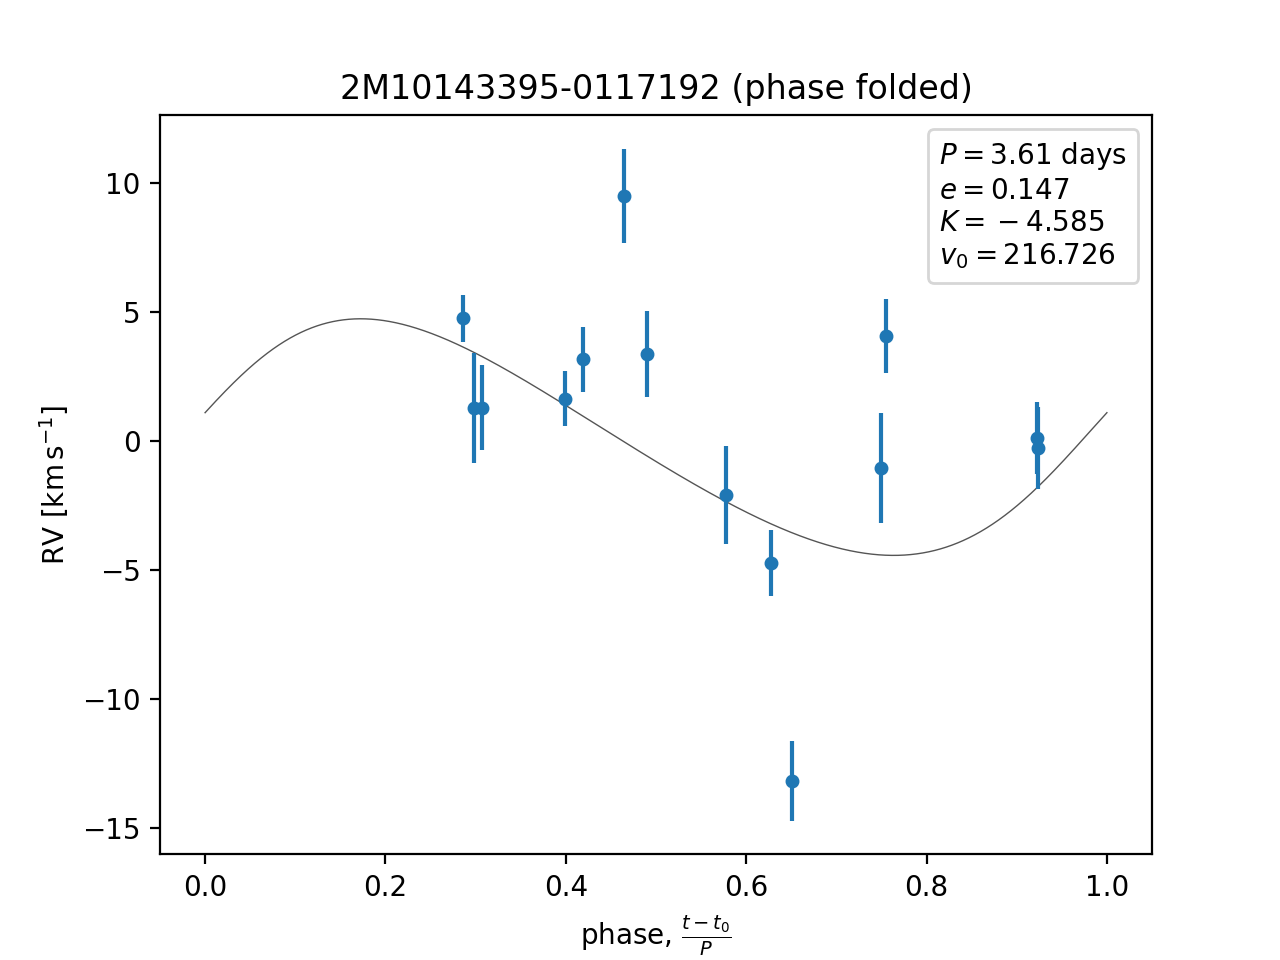 2M10143395-0117192 (phase folded)
P = 3.61 days
e = 0.147
K = −4.585
v₀ = 216.726
10
5
0
−5
−10
−15
RV [km s⁻¹]
0.0 0.2 0.4 0.6 0.8 1.0
phase, (t − t₀)/P